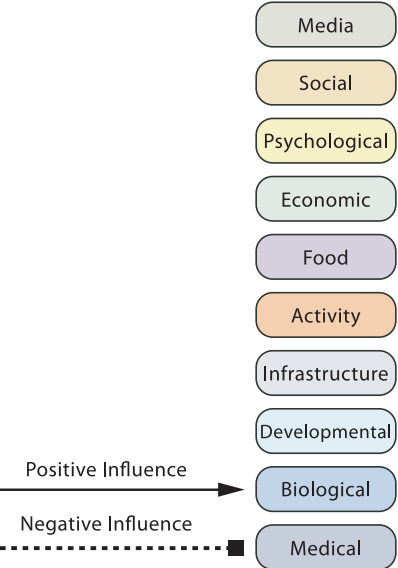 Media
Social
Psychological
Economic
Food
Activity
Infrastructure
Developmental
Positive Influence
Biological
Negative Influence
Medical